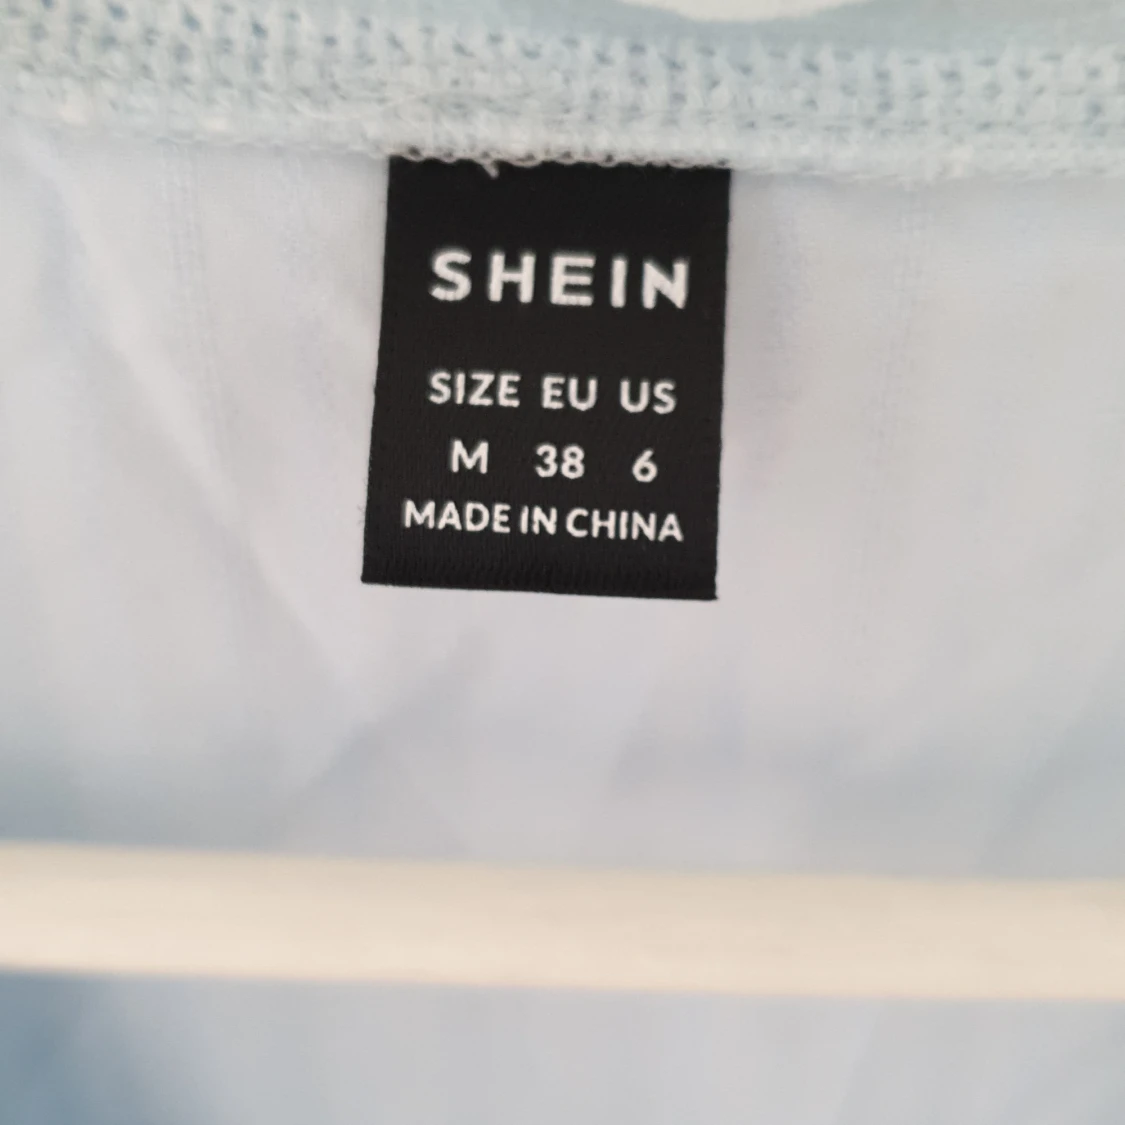 SHEIN
SIZE EU US
M 38 6
MADE IN CHINA